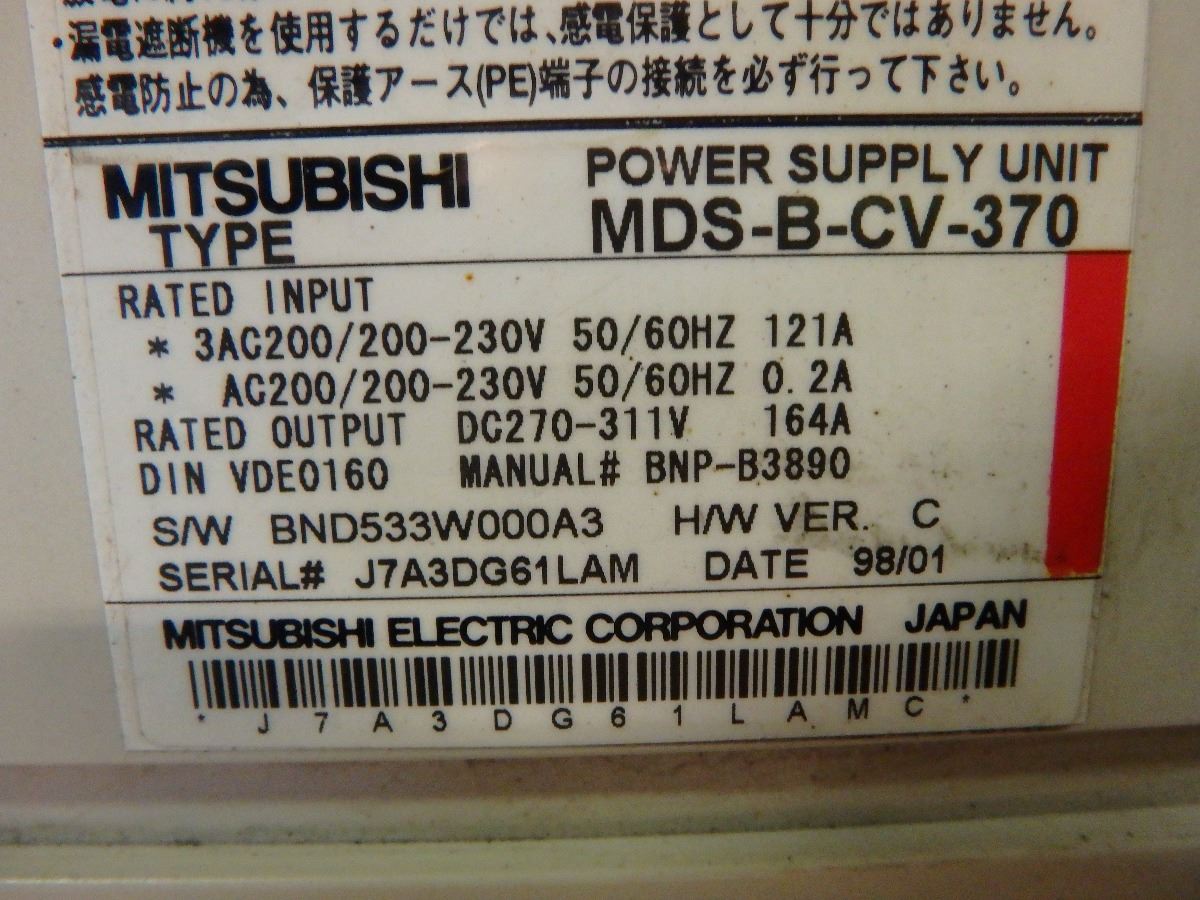 ・漏電遮断機を使用するだけでは、感電保護として十分ではありません。
感電防止の為、保護アース(PE)端子の接続を必ず行って下さい。
MITSUBISHI POWER SUPPLY UNIT
TYPE MDS-B-CV-370
RATED INPUT
* 3AC200/200-230V 50/60HZ 121A
* AC200/200-230V 50/60HZ 0.2A
RATED OUTPUT DC270-311V 164A
DIN VDE0160 MANUAL# BNP-B3890
S/W BND533W000A3 H/W VER. C
SERIAL# J7A3DG61LAM DATE 98/01
MITSUBISHI ELECTRIC CORPORATION JAPAN
* J 7 A 3 D G 6 1 L A M C *